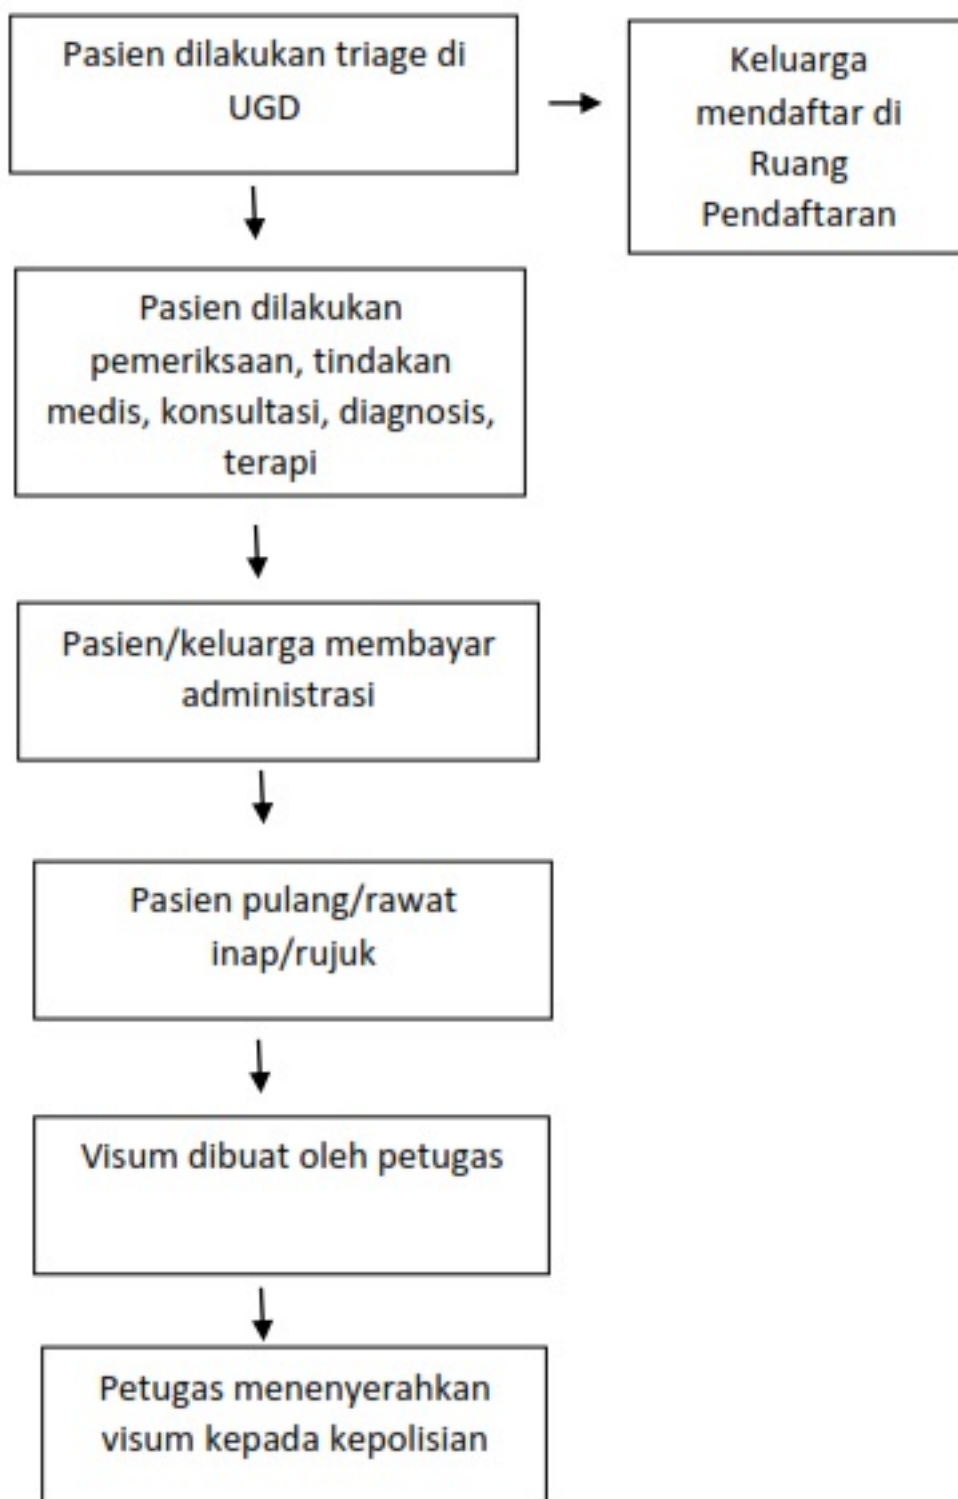 Pasien dilakukan triage di
UGD
Keluarga
mendaftar di
Ruang
Pendaftaran
Pasien dilakukan
pemeriksaan, tindakan
medis, konsultasi, diagnosis,
terapi
Pasien/keluarga membayar
administrasi
Pasien pulang/rawat
inap/rujuk
Visum dibuat oleh petugas
Petugas menenyerahkan
visum kepada kepolisian